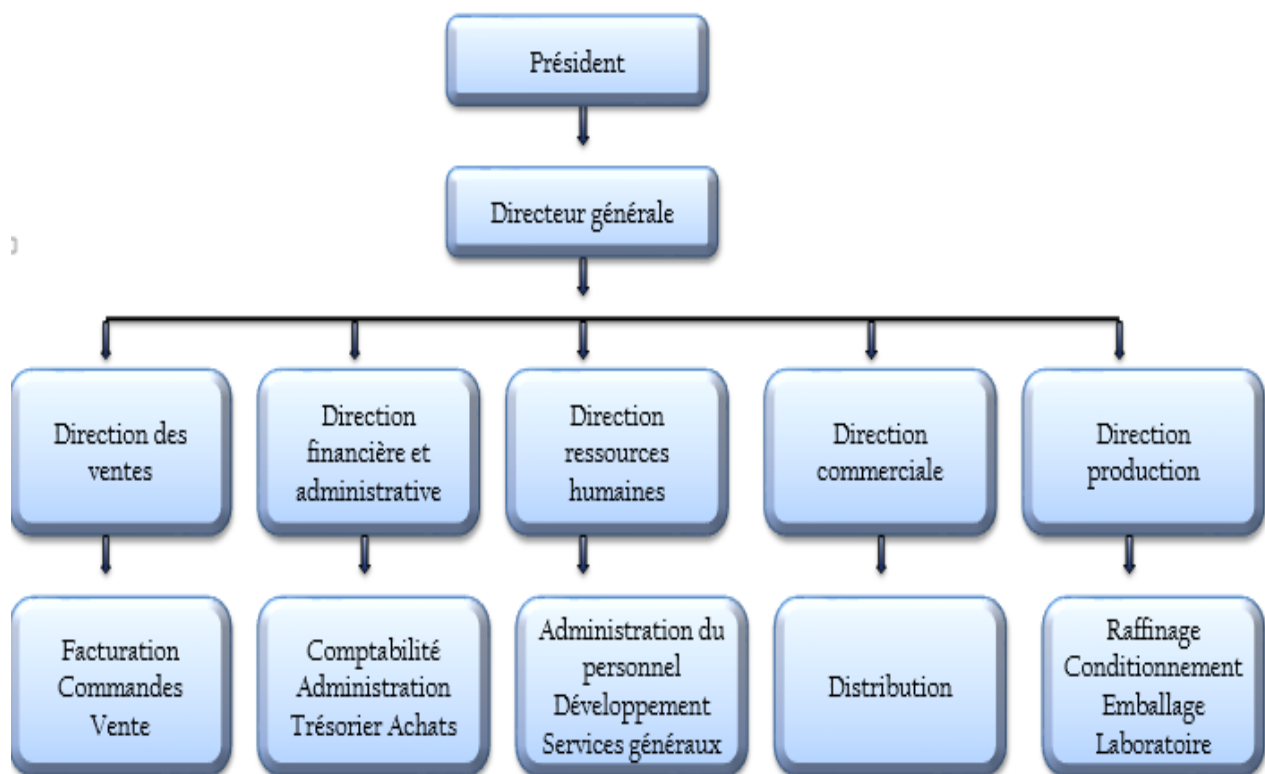 Président
Directeur générale
Direction des
ventes
Direction
financière et
administrative
Direction
ressources
humaines
Direction
commerciale
Direction
production
Facturation
Commandes
Vente
Comptabilité
Administration
Trésorier Achats
Administration du
personnel
Développement
Services généraux
Distribution
Raffinage
Conditionnement
Emballage
Laboratoire